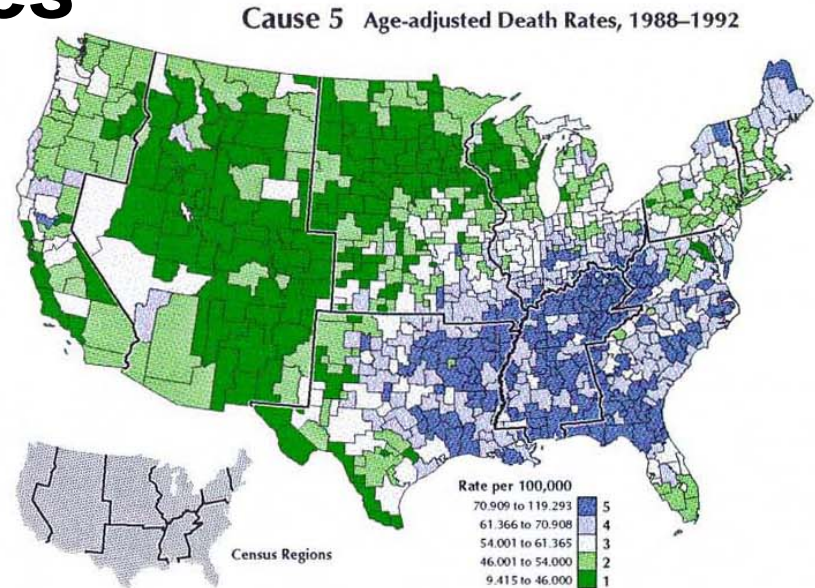 Cause 5 Age-adjusted Death Rates, 1988–1992
Rate per 100,000
70.909 to 119.293 5
61.366 to 70.908 4
54.001 to 61.365 3
46.001 to 54.000 2
9.415 to 46.000 1
Census Regions